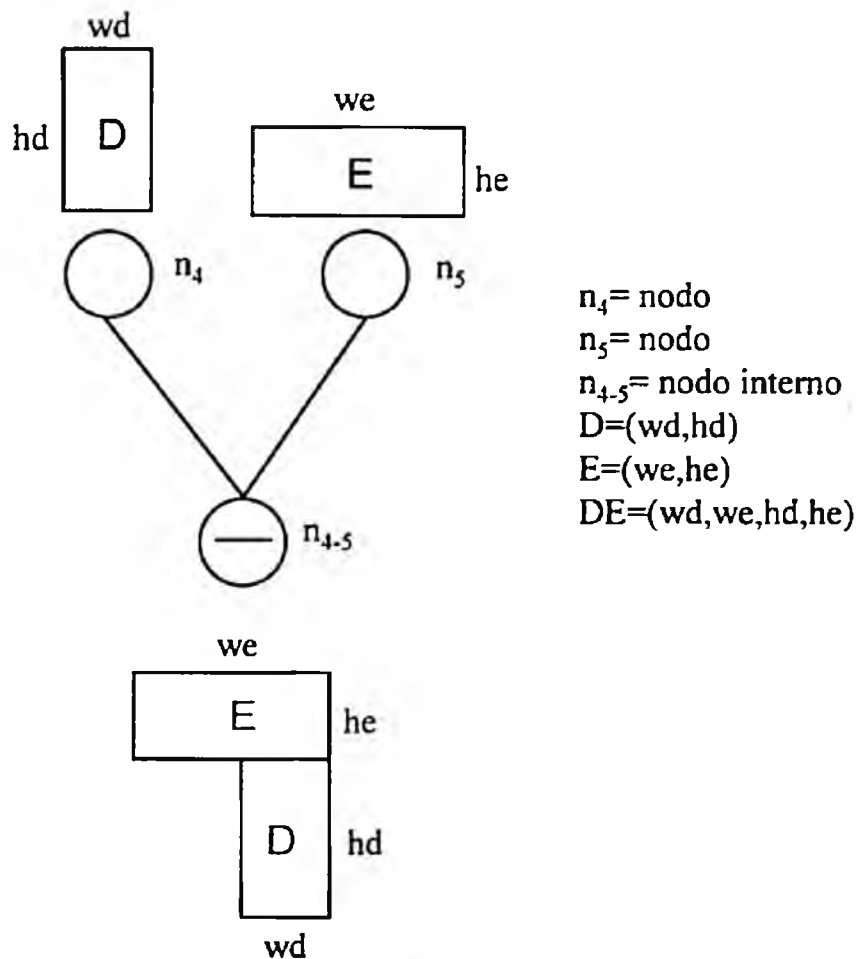 wd
hd D
we
E he
n₄
n₅
n₄= nodo
n₅= nodo
n₄₋₅= nodo interno
D=(wd,hd)
E=(we,he)
DE=(wd,we,hd,he)
— n₄₋₅
we
E he
D hd
wd